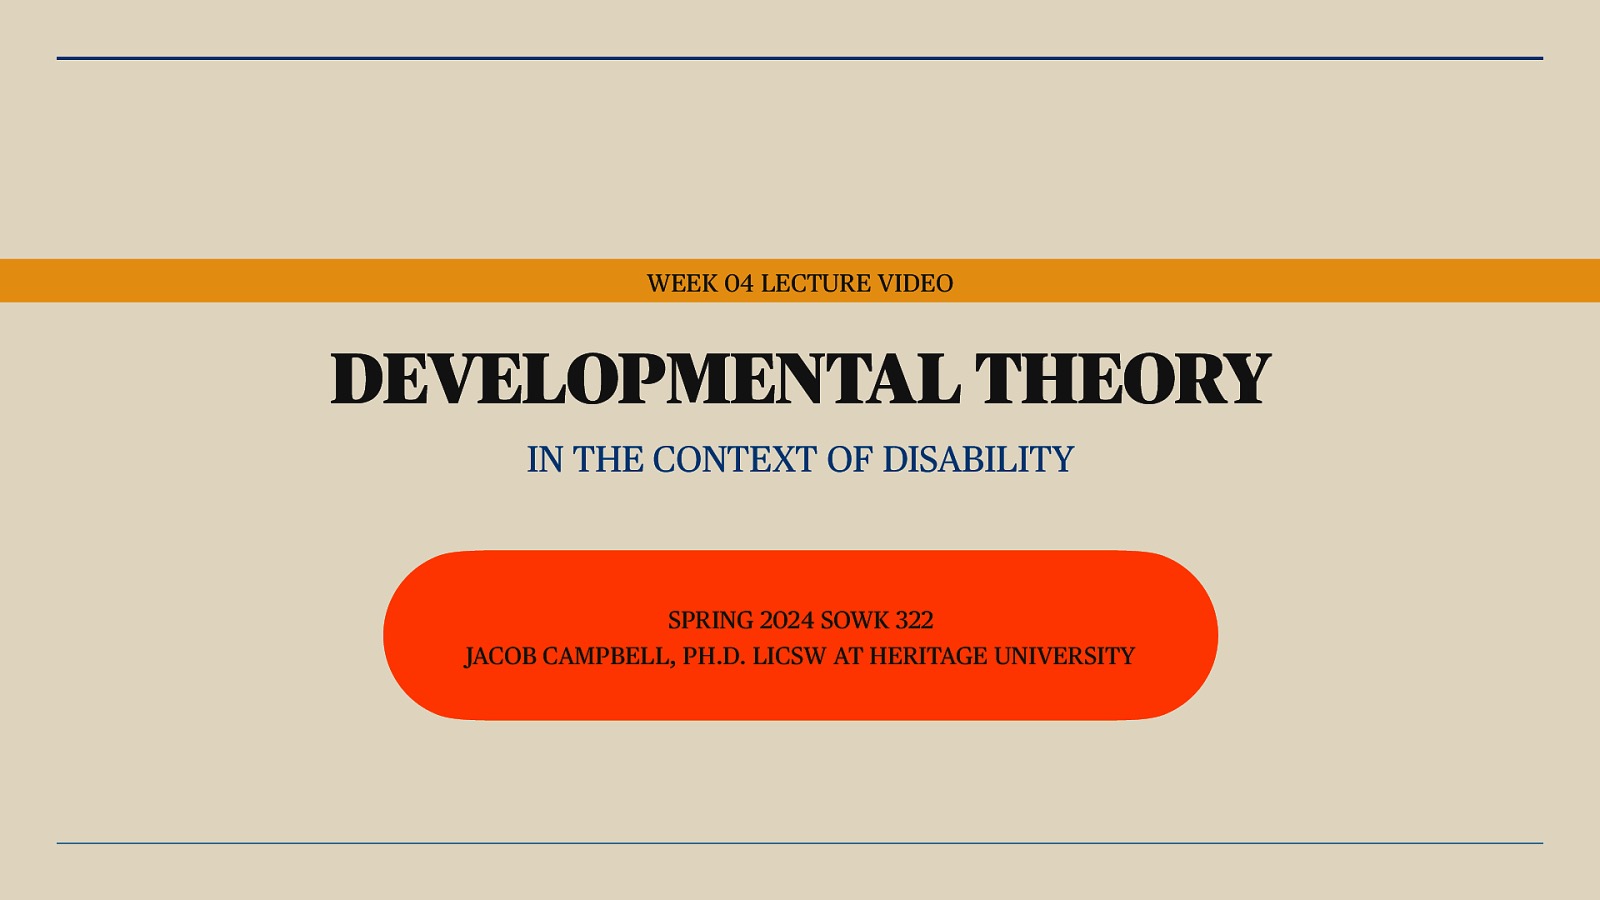 WEEK 04 LECTURE VIDEO
DEVELOPMENTAL THEORY
IN THE CONTEXT OF DISABILITY
SPRING 2024 SOWK 322
JACOB CAMPBELL, PH.D. LICSW AT HERITAGE UNIVERSITY